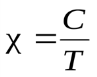 χ = C/T